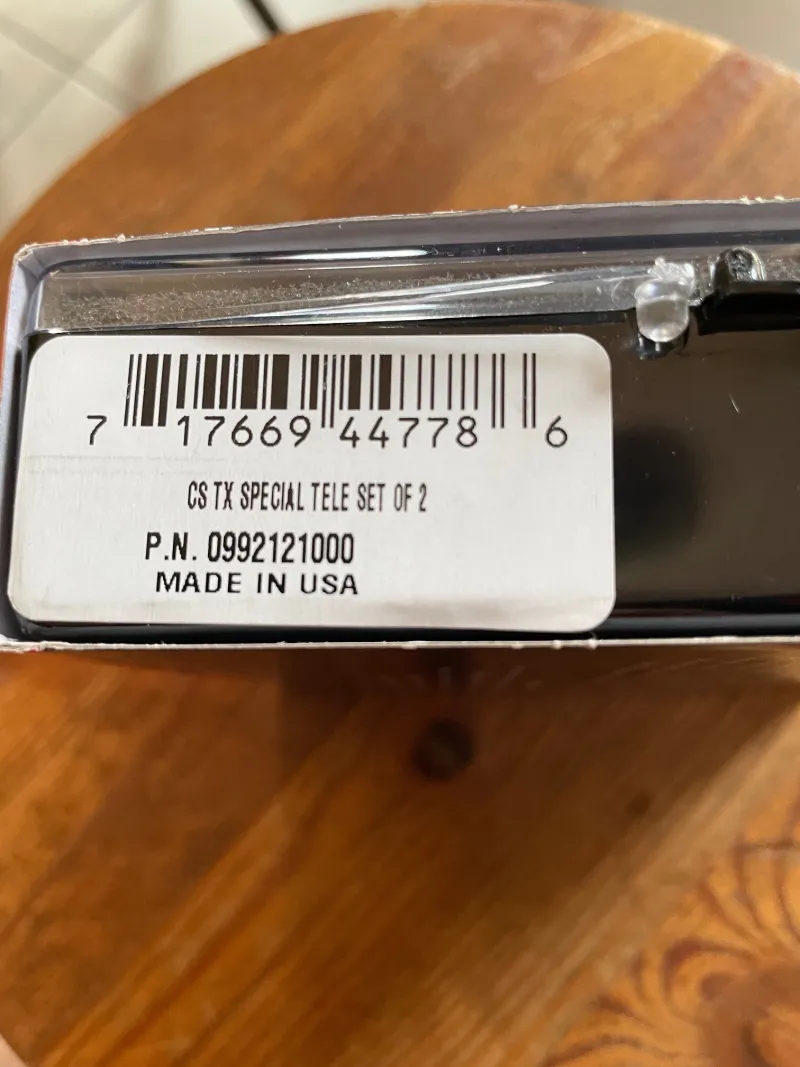 7 17669 44778 6
CS TX SPECIAL TELE SET OF 2
P.N. 0992121000
MADE IN USA